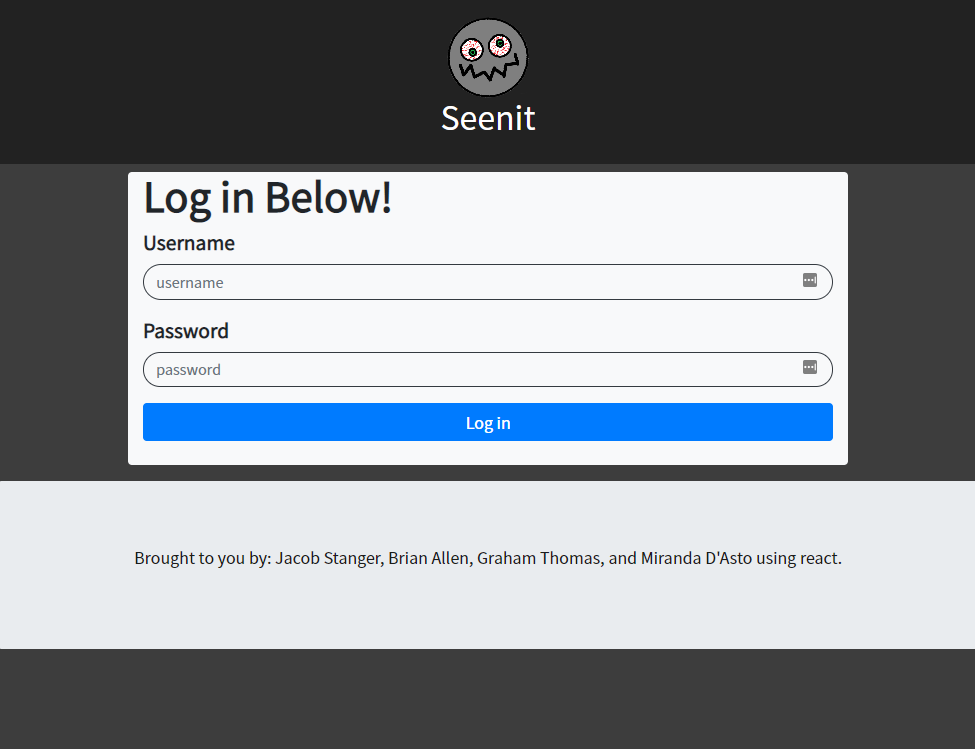 Seenit
Log in Below!
Username
username
Password
password
Log in
Brought to you by: Jacob Stanger, Brian Allen, Graham Thomas, and Miranda D'Asto using react.